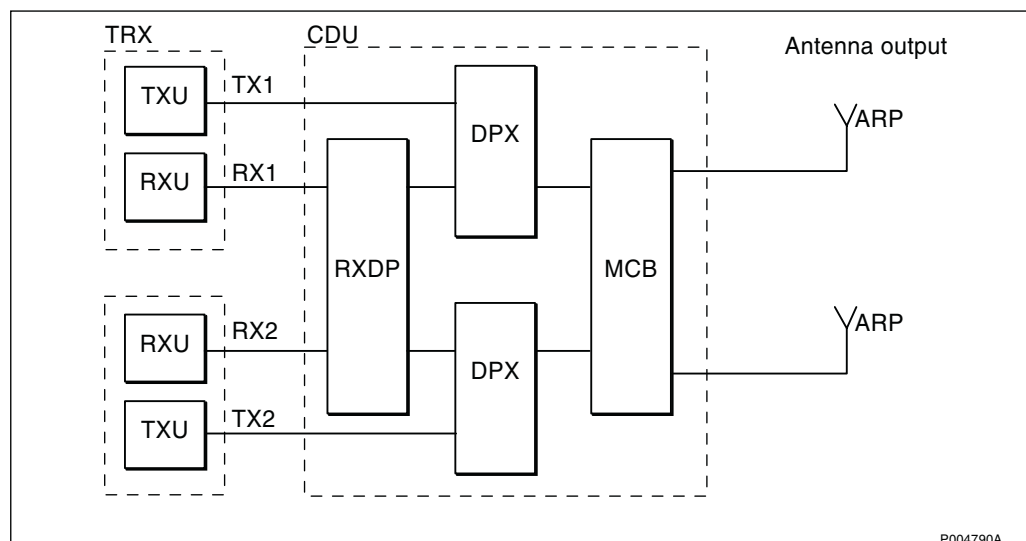 TRX
CDU
Antenna output
TXU
TX1
DPX
ARP
RXU
RX1
RXDP
MCB
RXU
RX2
DPX
ARP
TXU
TX2
P004790A